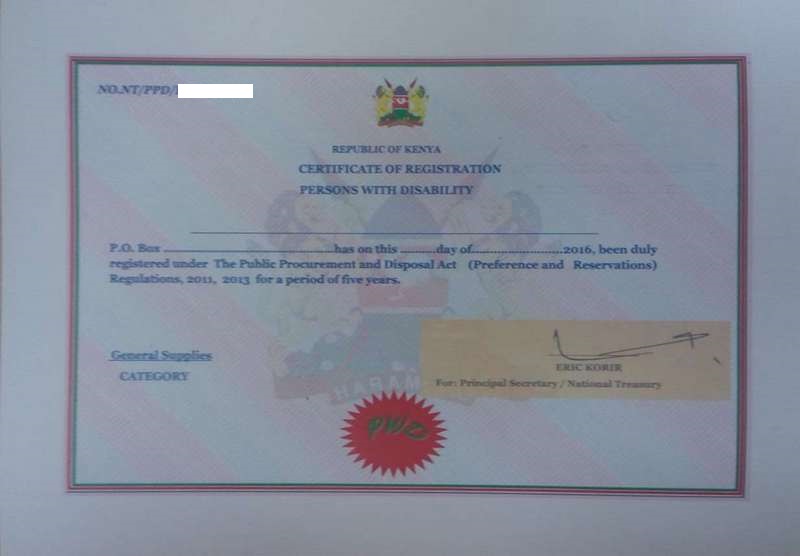 NO.NT/PPD/
REPUBLIC OF KENYA
CERTIFICATE OF REGISTRATION
PERSONS WITH DISABILITY
P.O. Box ........................................has on this ..........day of..........................2016, been duly
registered under The Public Procurement and Disposal Act (Preference and Reservations)
Regulations, 2011, 2013 for a period of five years.
General Supplies
CATEGORY
ERIC KORIR
For: Principal Secretary / National Treasury
HARAM
PWD